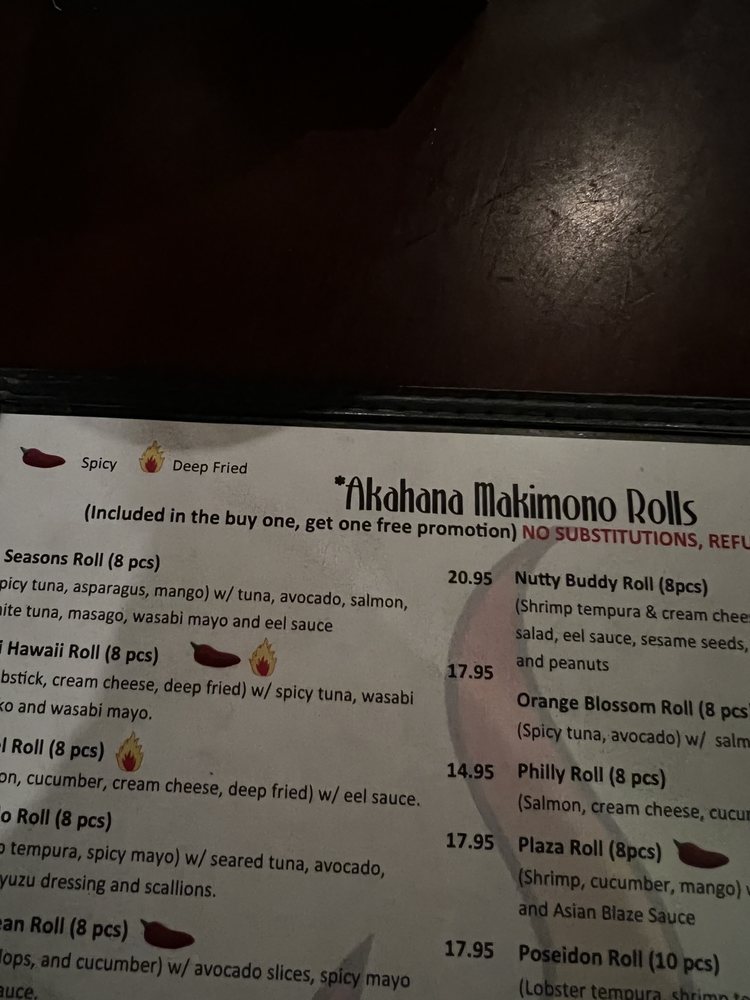 Spicy Deep Fried
*Akahana Makimono Rolls
(Included in the buy one, get one free promotion) NO SUBSTITUTIONS, REFU
Seasons Roll (8 pcs) 20.95
picy tuna, asparagus, mango) w/ tuna, avocado, salmon,
ite tuna, masago, wasabi mayo and eel sauce
i Hawaii Roll (8 pcs) 17.95
bstick, cream cheese, deep fried) w/ spicy tuna, wasabi
ko and wasabi mayo.
l Roll (8 pcs) 14.95
on, cucumber, cream cheese, deep fried) w/ eel sauce.
o Roll (8 pcs) 17.95
tempura, spicy mayo) w/ seared tuna, avocado,
yuzu dressing and scallions.
an Roll (8 pcs) 17.95
lops, and cucumber) w/ avocado slices, spicy mayo
auce.
Nutty Buddy Roll (8pcs)
(Shrimp tempura & cream chee
salad, eel sauce, sesame seeds,
and peanuts
Orange Blossom Roll (8 pcs
(Spicy tuna, avocado) w/ salm
Philly Roll (8 pcs)
(Salmon, cream cheese, cucu
Plaza Roll (8pcs)
(Shrimp, cucumber, mango)
and Asian Blaze Sauce
Poseidon Roll (10 pcs)
(Lobster tempura, shrimp